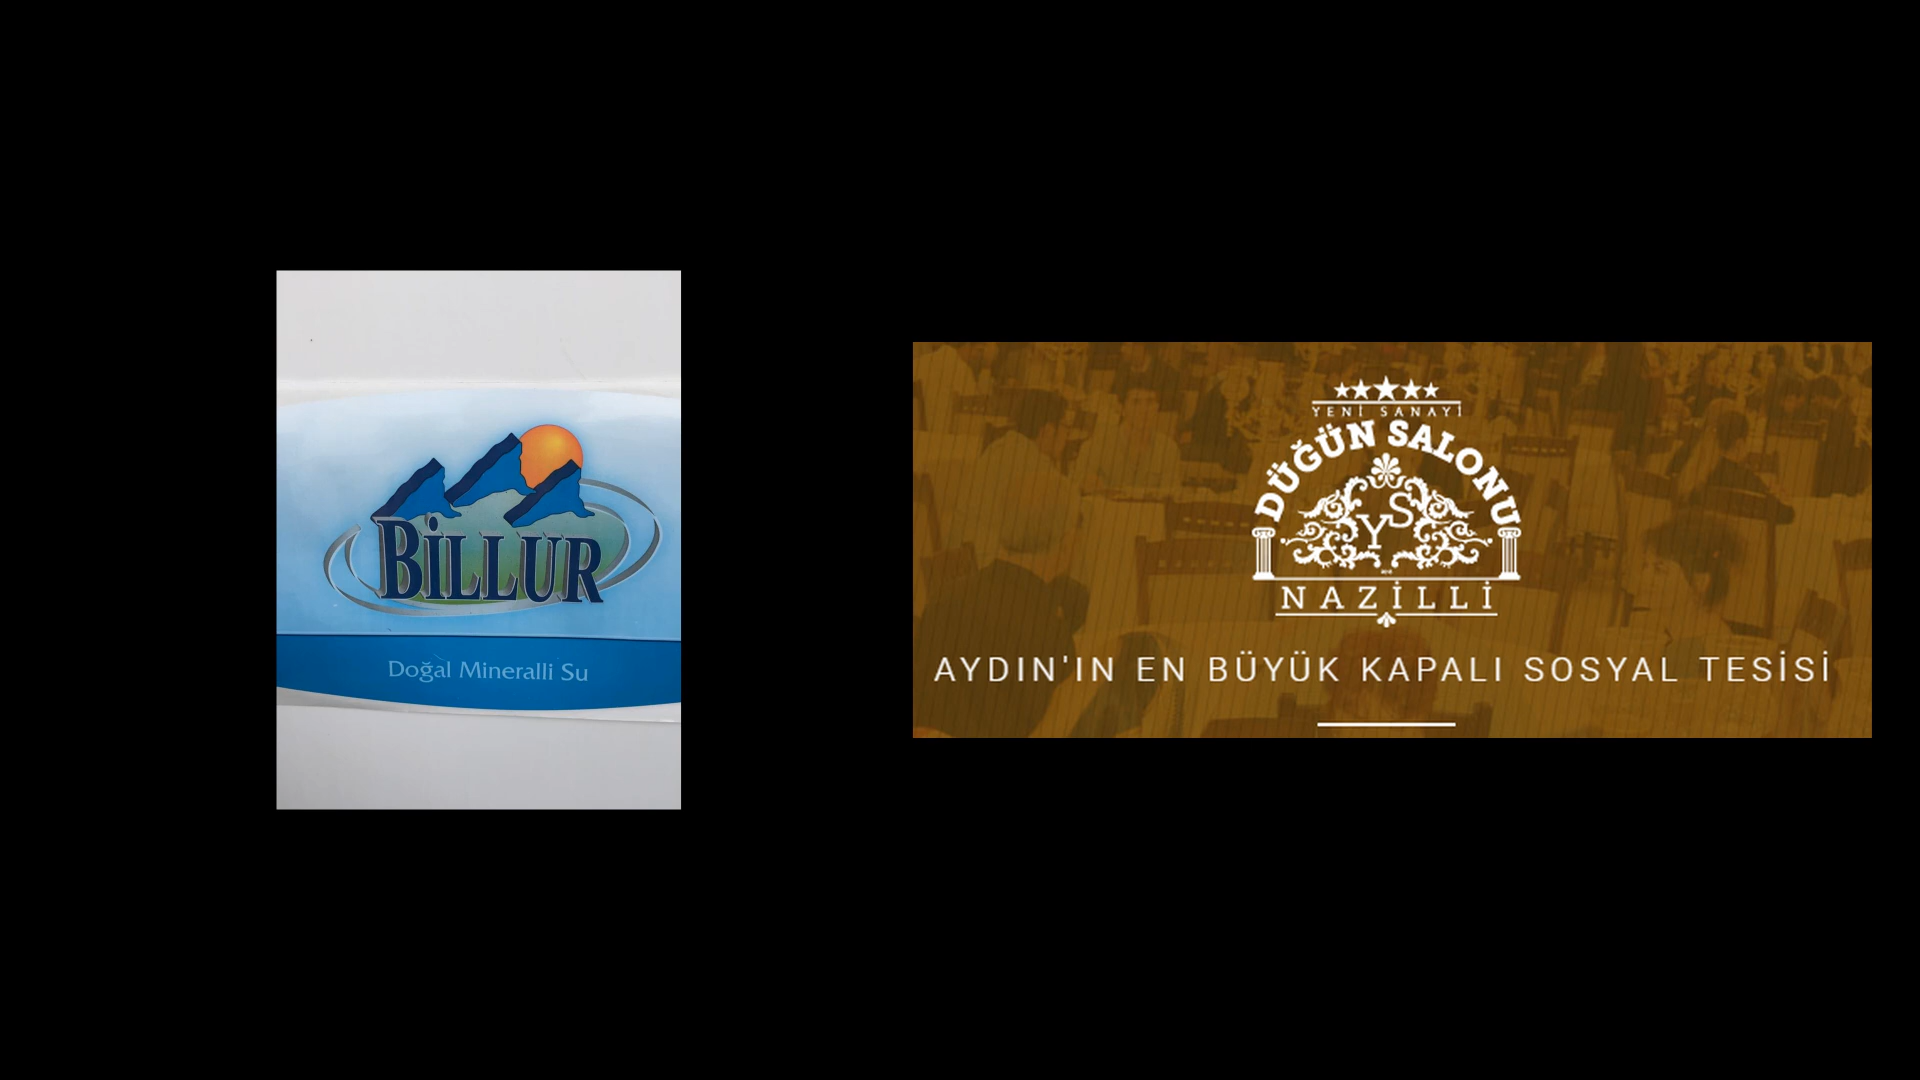 BİLLUR
Doğal Mineralli Su
YENİ SANAYİ
DÜĞÜN SALONU
YS
NAZİLLİ
AYDIN'IN EN BÜYÜK KAPALI SOSYAL TESİSİ